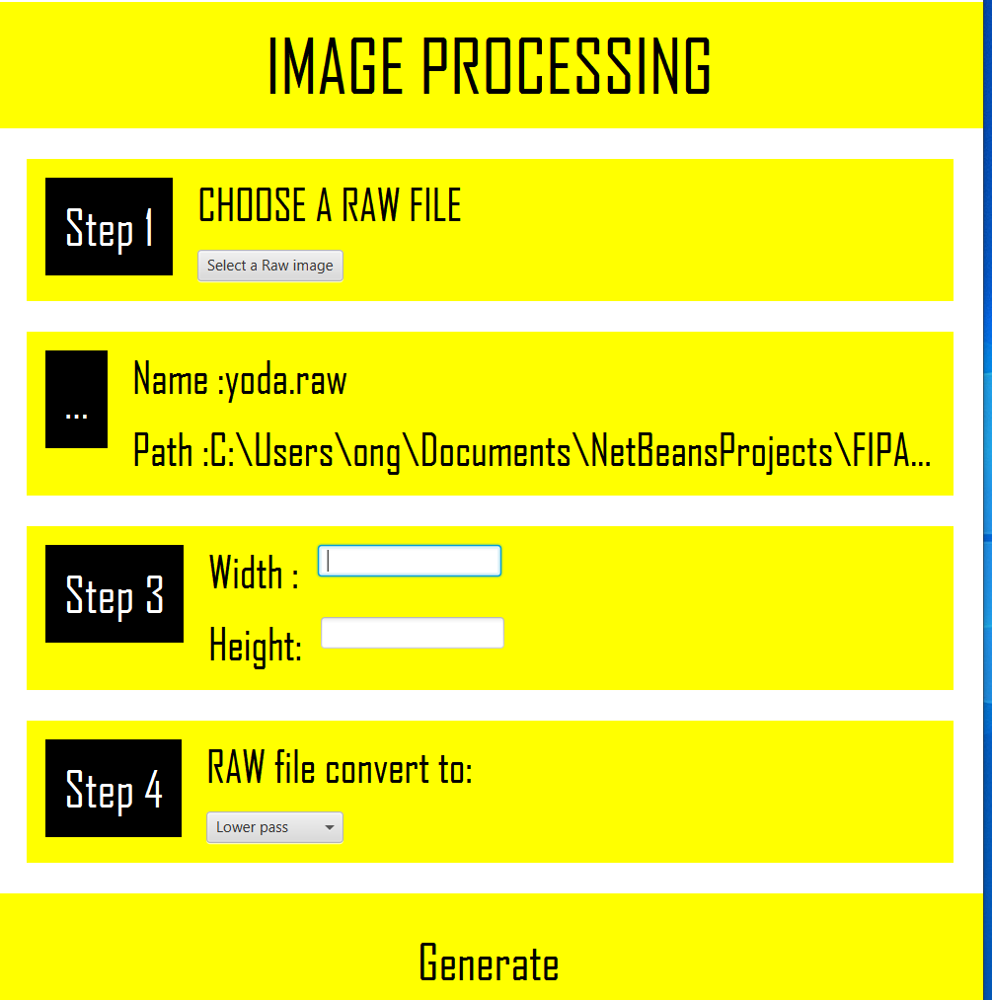 IMAGE PROCESSING
Step 1
CHOOSE A RAW FILE
Select a Raw image
...
Name :yoda.raw
Path :C:\Users\ong\Documents\NetBeansProjects\FIPA...
Step 3
Width :
Height:
Step 4
RAW file convert to:
Lower pass
Generate